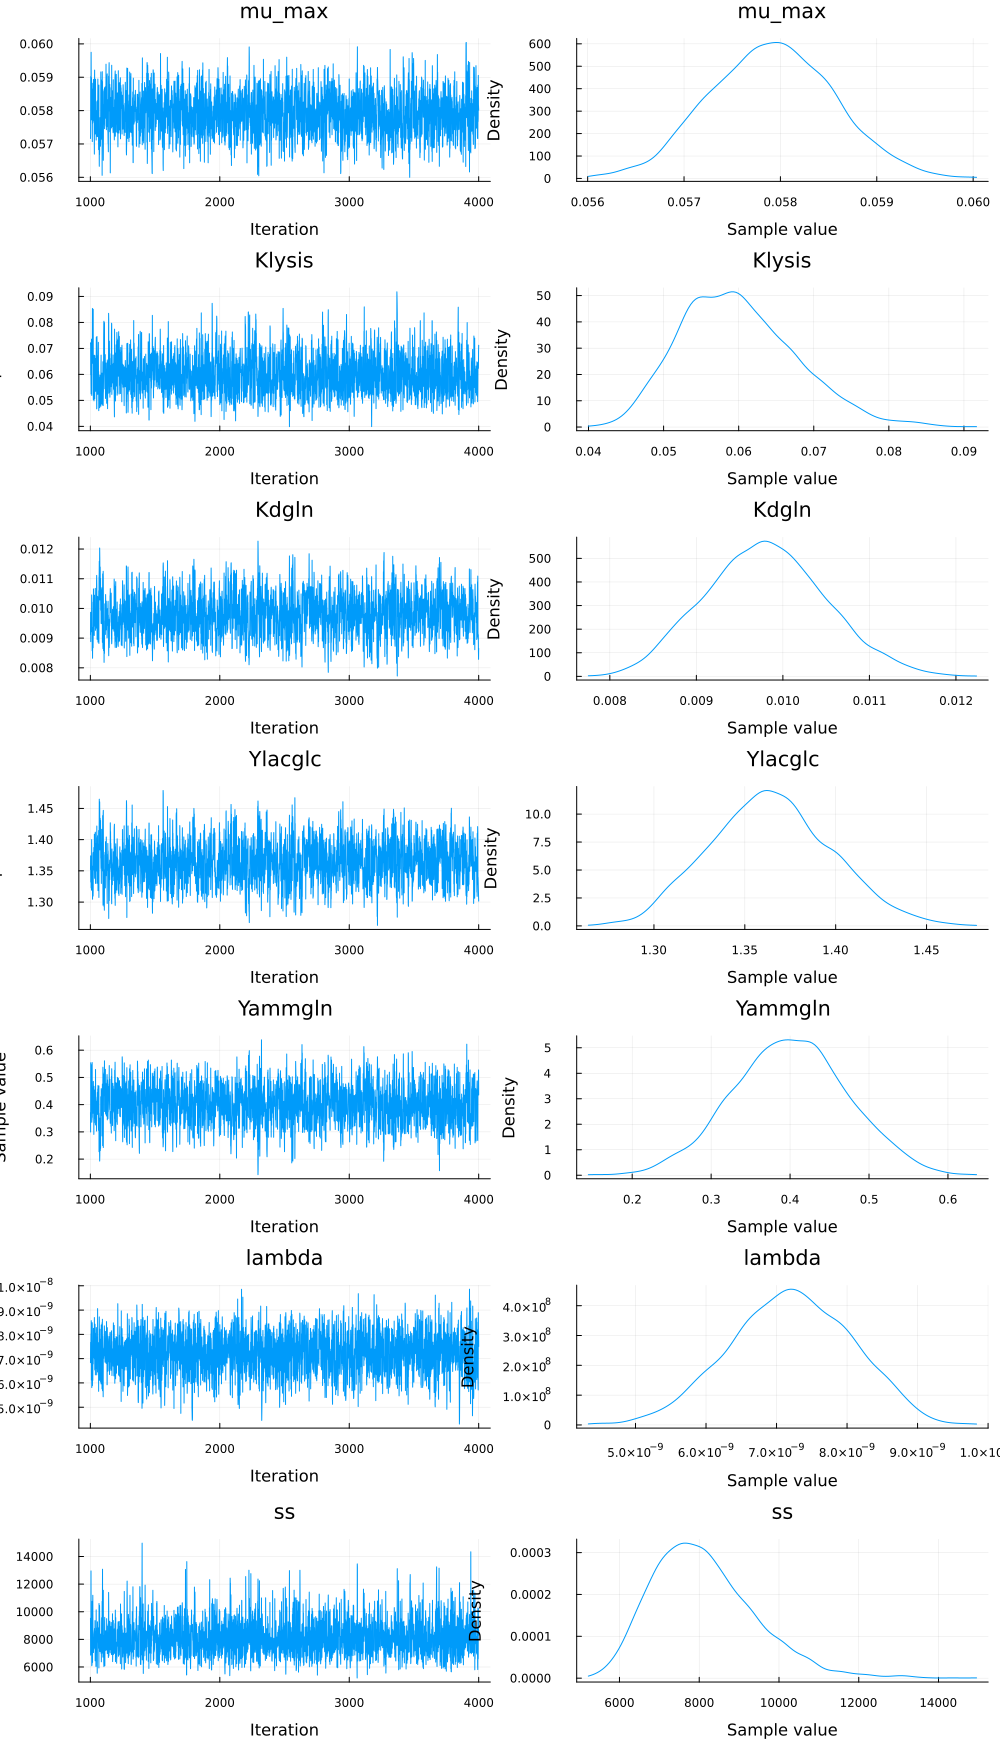 mu_max mu_max
0.060
0.059
0.058
0.057
0.056
1000 2000 3000 4000
Iteration
Density
600
500
400
300
200
100
0
0.056 0.057 0.058 0.059 0.060
Sample value
Klysis Klysis
0.09
0.08
0.07
0.06
0.05
0.04
1000 2000 3000 4000
Iteration
Density
50
40
30
20
10
0
0.04 0.05 0.06 0.07 0.08 0.09
Sample value
Kdgln Kdgln
0.012
0.011
0.010
0.009
0.008
1000 2000 3000 4000
Iteration
Density
500
400
300
200
100
0
0.008 0.009 0.010 0.011 0.012
Sample value
Ylacglc Ylacglc
1.45
1.40
1.35
1.30
1000 2000 3000 4000
Iteration
Density
10.0
7.5
5.0
2.5
0.0
1.30 1.35 1.40 1.45
Sample value
Yammgln Yammgln
Sample value
0.6
0.5
0.4
0.3
0.2
1000 2000 3000 4000
Iteration
Density
5
4
3
2
1
0
0.2 0.3 0.4 0.5 0.6
Sample value
lambda lambda
1.0×10⁻⁸
9.0×10⁻⁹
8.0×10⁻⁹
7.0×10⁻⁹
6.0×10⁻⁹
5.0×10⁻⁹
1000 2000 3000 4000
Iteration
Density
4.0×10⁸
3.0×10⁸
2.0×10⁸
1.0×10⁸
0
5.0×10⁻⁹ 6.0×10⁻⁹ 7.0×10⁻⁹ 8.0×10⁻⁹ 9.0×10⁻⁹ 1.0×10
Sample value
ss ss
14000
12000
10000
8000
6000
1000 2000 3000 4000
Iteration
Density
0.0003
0.0002
0.0001
0.0000
6000 8000 10000 12000 14000
Sample value